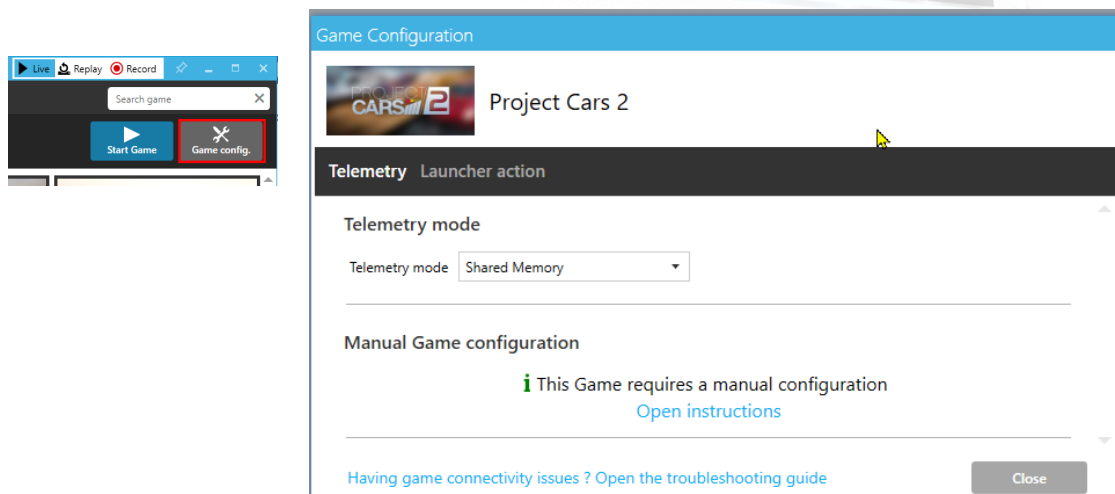 Live Replay Record
Search game
Start Game Game config.
Game Configuration
PROJECT
CARS 2
Project Cars 2
Telemetry Launcher action
Telemetry mode
Telemetry mode Shared Memory
Manual Game configuration
i This Game requires a manual configuration
Open instructions
Having game connectivity issues ? Open the troubleshooting guide
Close